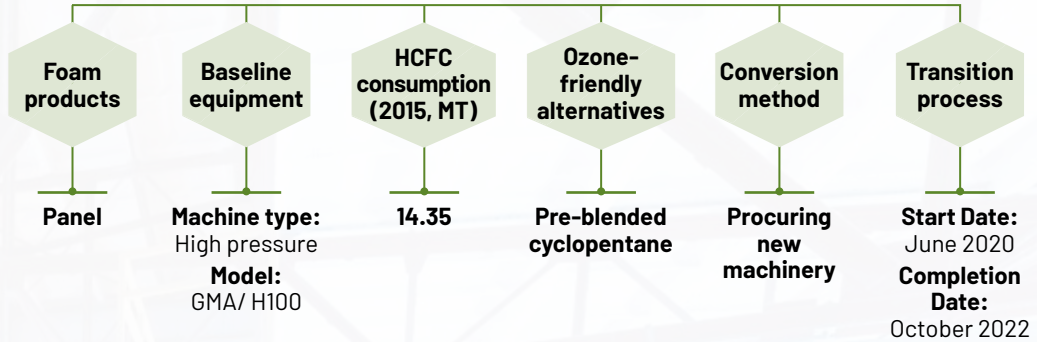 Foam
products
Baseline
equipment
HCFC
consumption
(2015, MT)
Ozone-
friendly
alternatives
Conversion
method
Transition
process
Panel
Machine type:
High pressure
Model:
GMA/ H100
14.35
Pre-blended
cyclopentane
Procuring
new
machinery
Start Date:
June 2020
Completion
Date:
October 2022